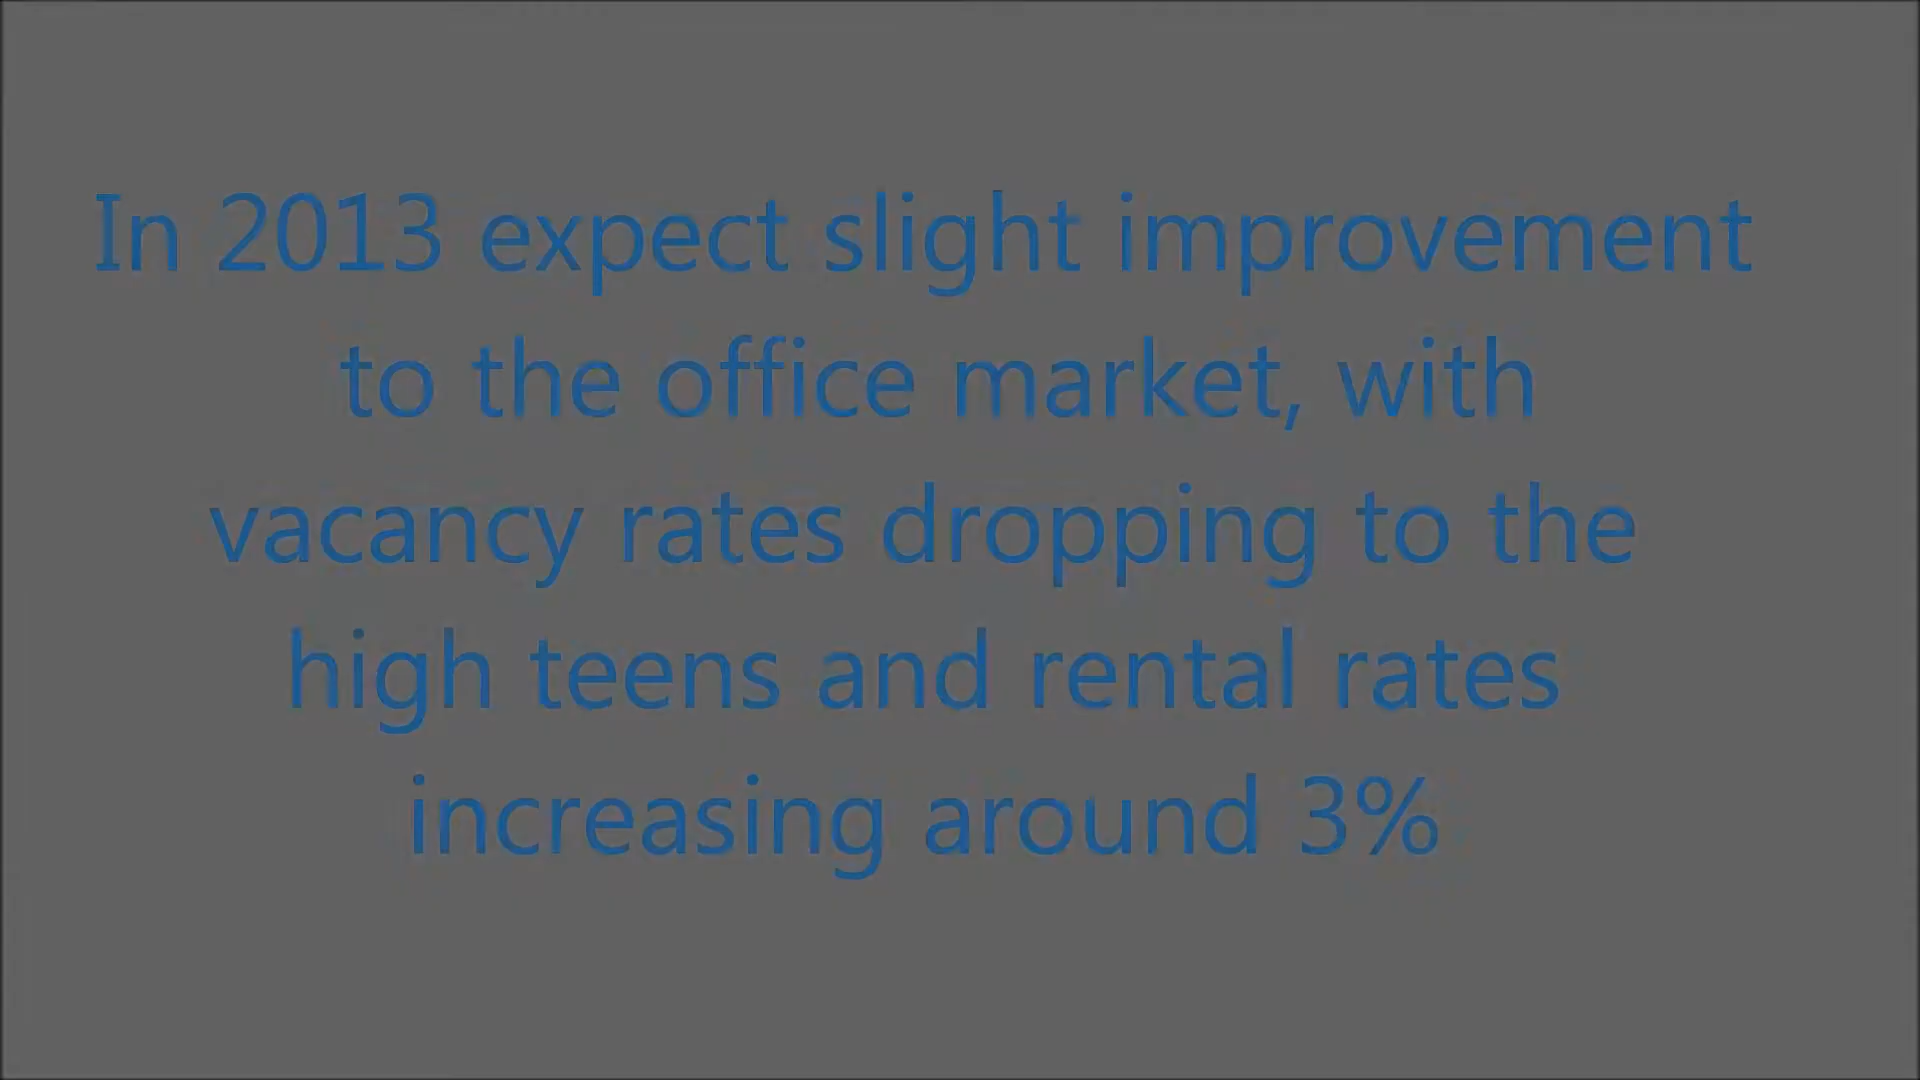 In 2013 expect slight improvement
to the office market, with
vacancy rates dropping to the
high teens and rental rates
increasing around 3%